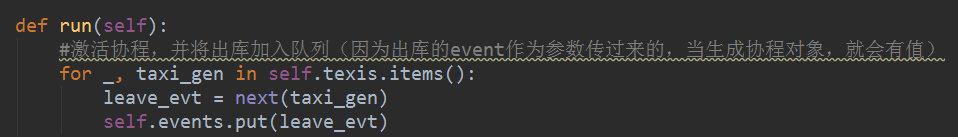 def run(self):
#激活协程，并将出库加入队列（因为出库的event作为参数传过来的，当生成协程对象，就会有值）
for _, taxi_gen in self.texis.items():
leave_evt = next(taxi_gen)
self.events.put(leave_evt)